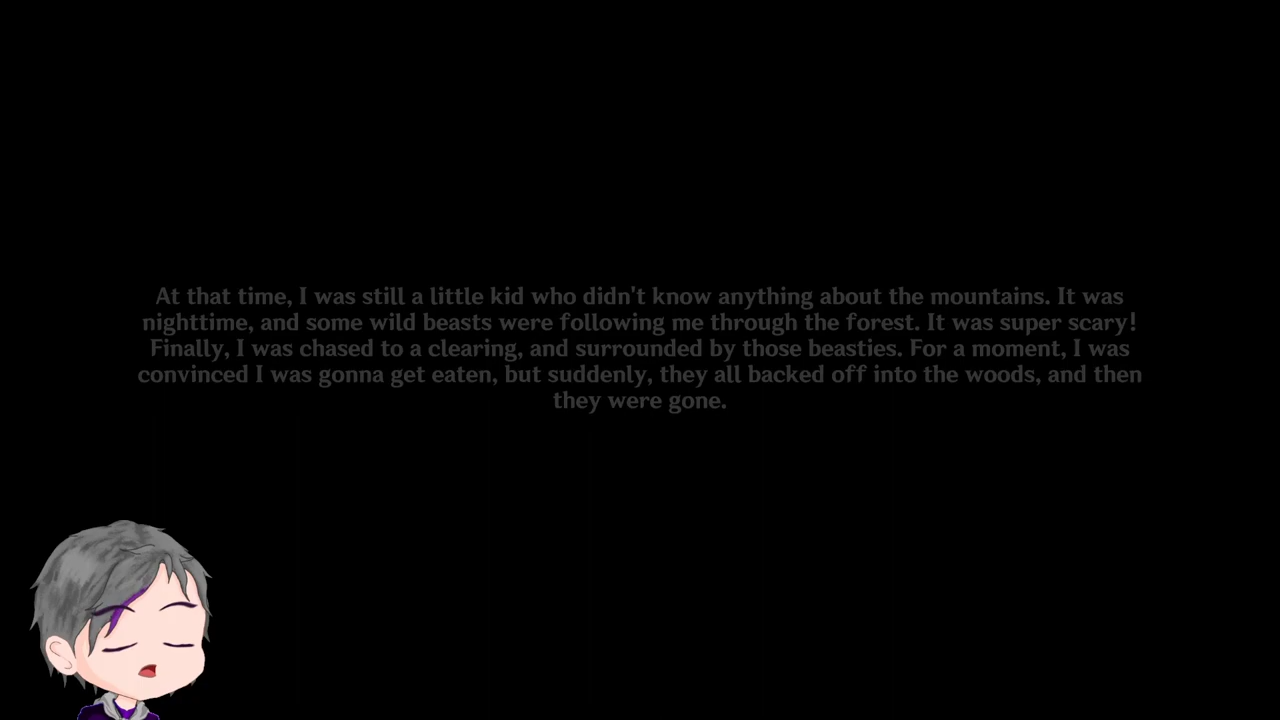 At that time, I was still a little kid who didn't know anything about the mountains. It was
nighttime, and some wild beasts were following me through the forest. It was super scary!
Finally, I was chased to a clearing, and surrounded by those beasties. For a moment, I was
convinced I was gonna get eaten, but suddenly, they all backed off into the woods, and then
they were gone.